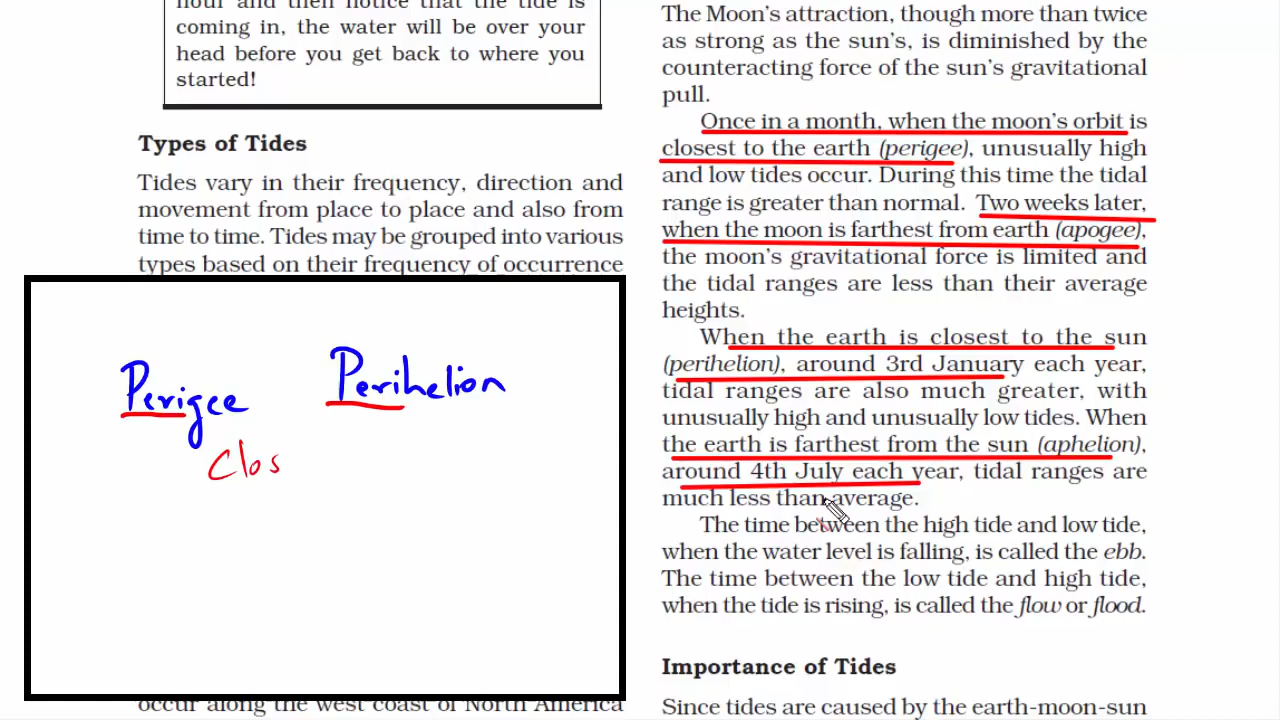 hour and then notice that the tide is
coming in, the water will be over your
head before you get back to where you
started!
Types of Tides
Tides vary in their frequency, direction and
movement from place to place and also from
time to time. Tides may be grouped into various
types based on their frequency of occurrence
Perigee Perihelion
Clos
occur along the west coast of North America
The Moon's attraction, though more than twice
as strong as the sun's, is diminished by the
counteracting force of the sun's gravitational
pull.
Once in a month, when the moon's orbit is
closest to the earth (perigee), unusually high
and low tides occur. During this time the tidal
range is greater than normal. Two weeks later,
when the moon is farthest from earth (apogee),
the moon's gravitational force is limited and
the tidal ranges are less than their average
heights.
When the earth is closest to the sun
(perihelion), around 3rd January each year,
tidal ranges are also much greater, with
unusually high and unusually low tides. When
the earth is farthest from the sun (aphelion),
around 4th July each year, tidal ranges are
much less than average.
The time between the high tide and low tide,
when the water level is falling, is called the ebb.
The time between the low tide and high tide,
when the tide is rising, is called the flow or flood.
Importance of Tides
Since tides are caused by the earth-moon-sun